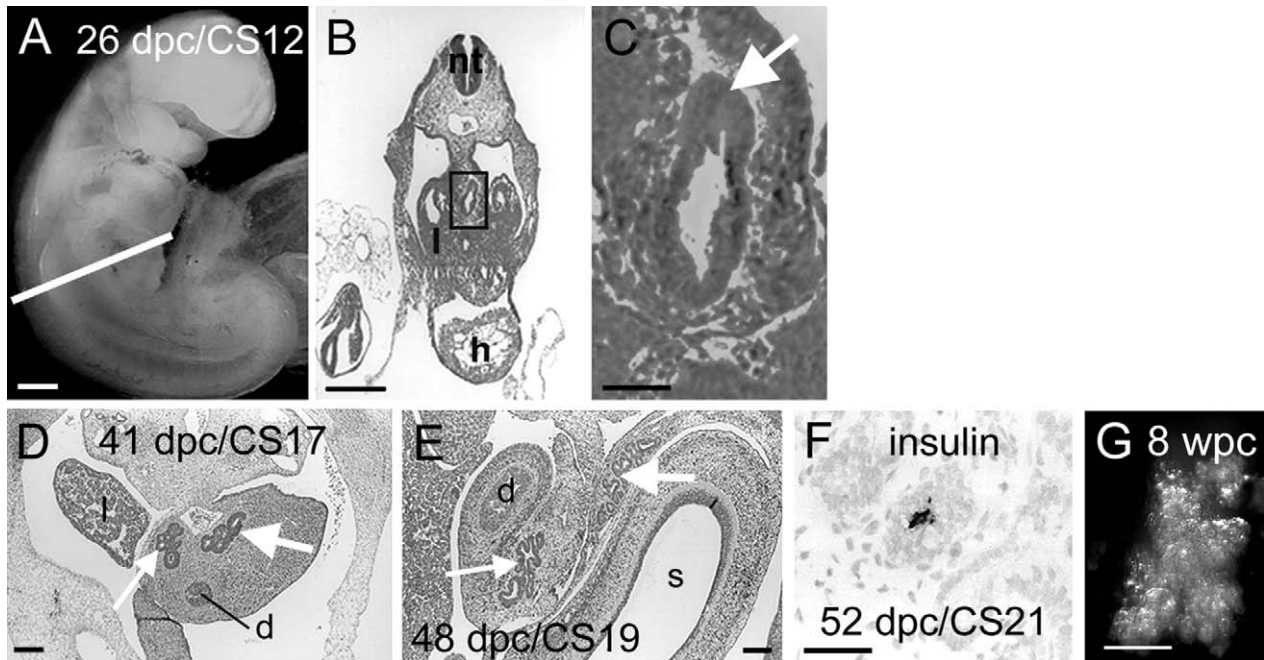 A 26 dpc/CS12
B
nt
l
h
C
D 41 dpc/CS17
l
d
E
d
s
48 dpc/CS19
F
insulin
52 dpc/CS21
G 8 wpc